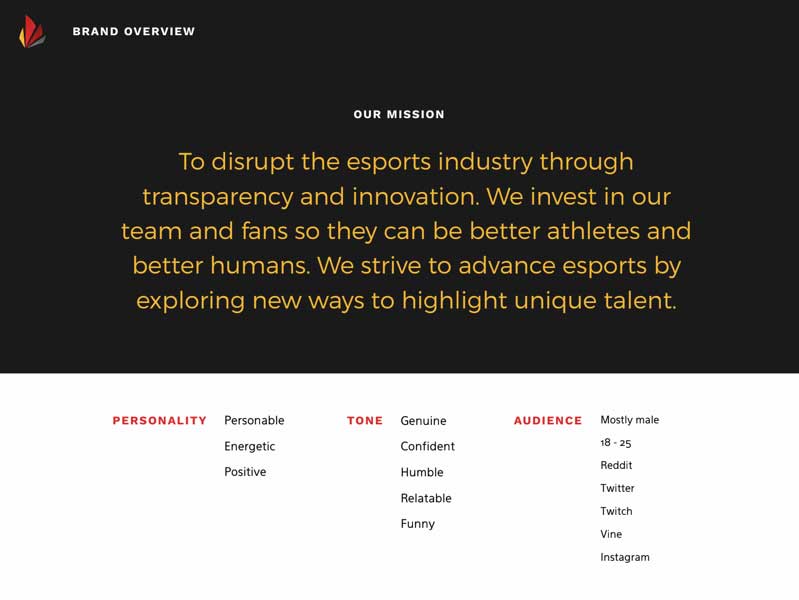 BRAND OVERVIEW
OUR MISSION
To disrupt the esports industry through
transparency and innovation. We invest in our
team and fans so they can be better athletes and
better humans. We strive to advance esports by
exploring new ways to highlight unique talent.
PERSONALITY
Personable
Energetic
Positive
TONE
Genuine
Confident
Humble
Relatable
Funny
AUDIENCE
Mostly male
18 - 25
Reddit
Twitter
Twitch
Vine
Instagram